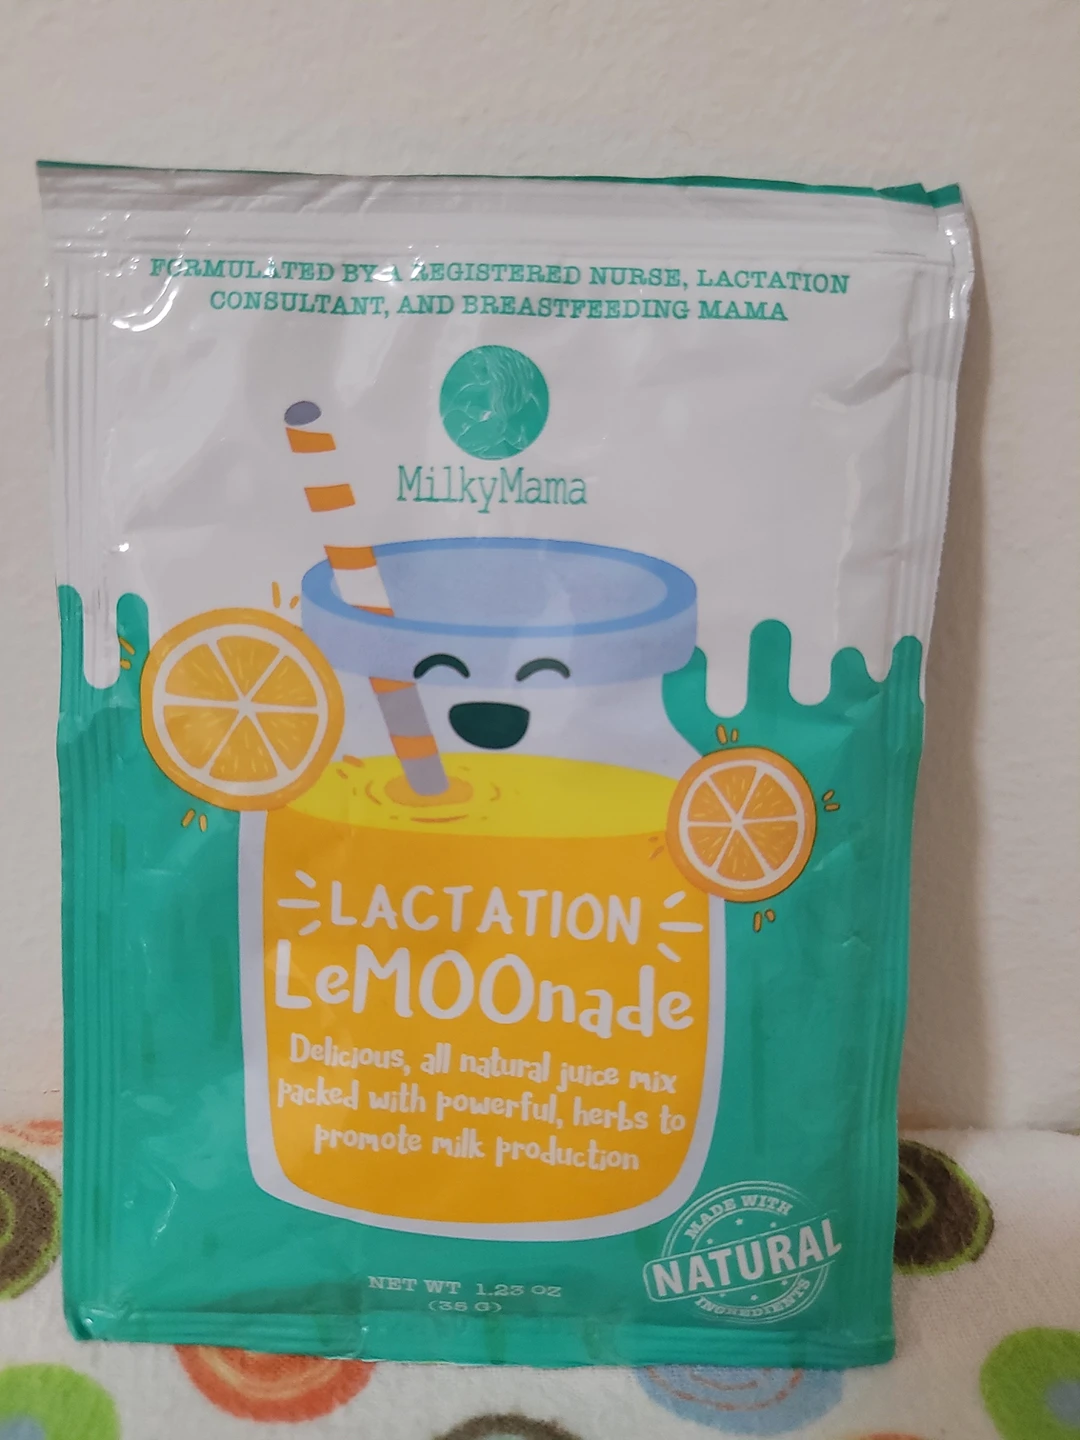 FORMULATED BY A REGISTERED NURSE, LACTATION
CONSULTANT, AND BREASTFEEDING MAMA
MilkyMama
LACTATION
LeMOOnade
Delicious, all natural juice mix
packed with powerful, herbs to
promote milk production
MADE WITH
NATURAL
INGREDIENTS
NET WT 1.23 OZ
(35 G)